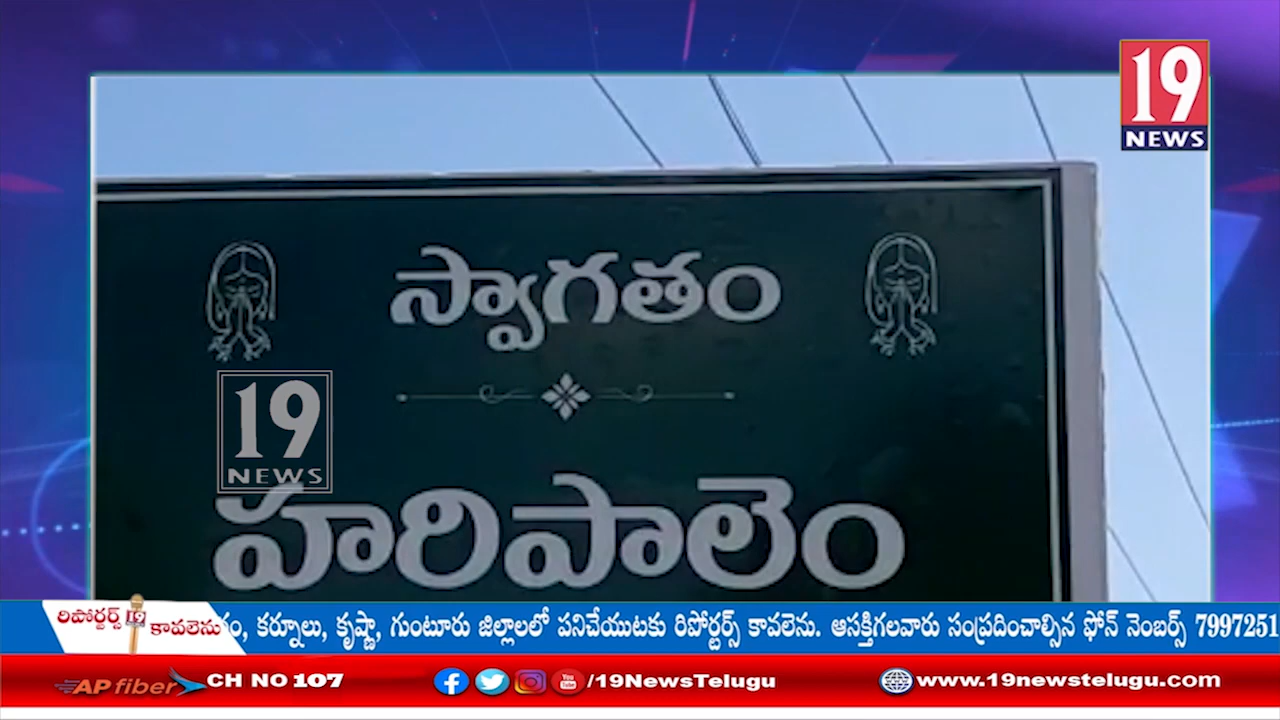 19
NEWS
స్వాగతం
19
NEWS
హరిపాలెం
రిపోర్టర్స్ 19 కావలెను
కర్నూలు, కృష్ణా, గుంటూరు జిల్లాలలో పనిచేయుటకు రిపోర్టర్స్ కావలెను. ఆసక్తిగలవారు సంప్రదించాల్సిన ఫోన్ నెంబర్స్ 7997251
AP fiber CH NO 107 /19NewsTelugu www.19newstelugu.com